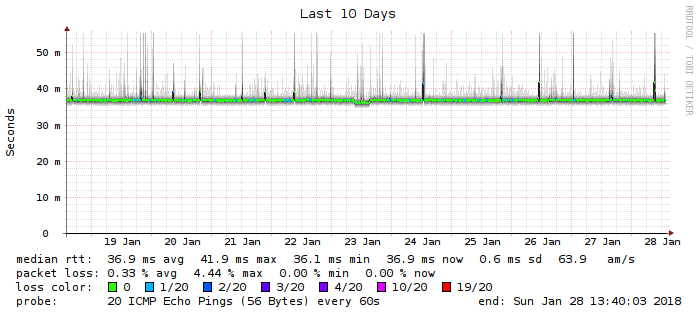 Last 10 Days
RRDTOOL / TOBI OETIKER
Seconds
50 m
40 m
30 m
20 m
10 m
0
19 Jan 20 Jan 21 Jan 22 Jan 23 Jan 24 Jan 25 Jan 26 Jan 27 Jan 28 Jan
median rtt: 36.9 ms avg 41.9 ms max 36.1 ms min 36.9 ms now 0.6 ms sd 63.9 am/s
packet loss: 0.33 % avg 4.44 % max 0.00 % min 0.00 % now
loss color: 0 1/20 2/20 3/20 4/20 10/20 19/20
probe: 20 ICMP Echo Pings (56 Bytes) every 60s end: Sun Jan 28 13:40:03 2018